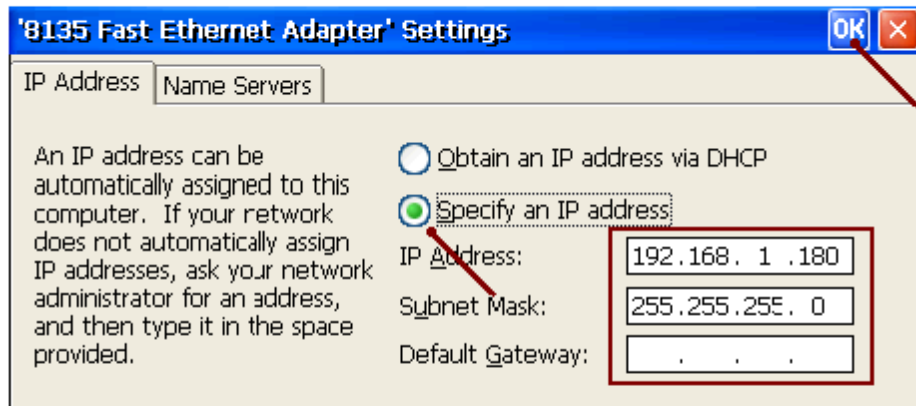 '8135 Fast Ethernet Adapter' Settings OK
IP Address Name Servers
An IP address can be
automatically assigned to this
computer. If your network
does not automatically assign
IP addresses, ask your network
administrator for an address,
and then type it in the space
provided.
Obtain an IP address via DHCP
Specify an IP address
IP Address: 192.168. 1 .180
Subnet Mask: 255.255.255. 0
Default Gateway: . . .